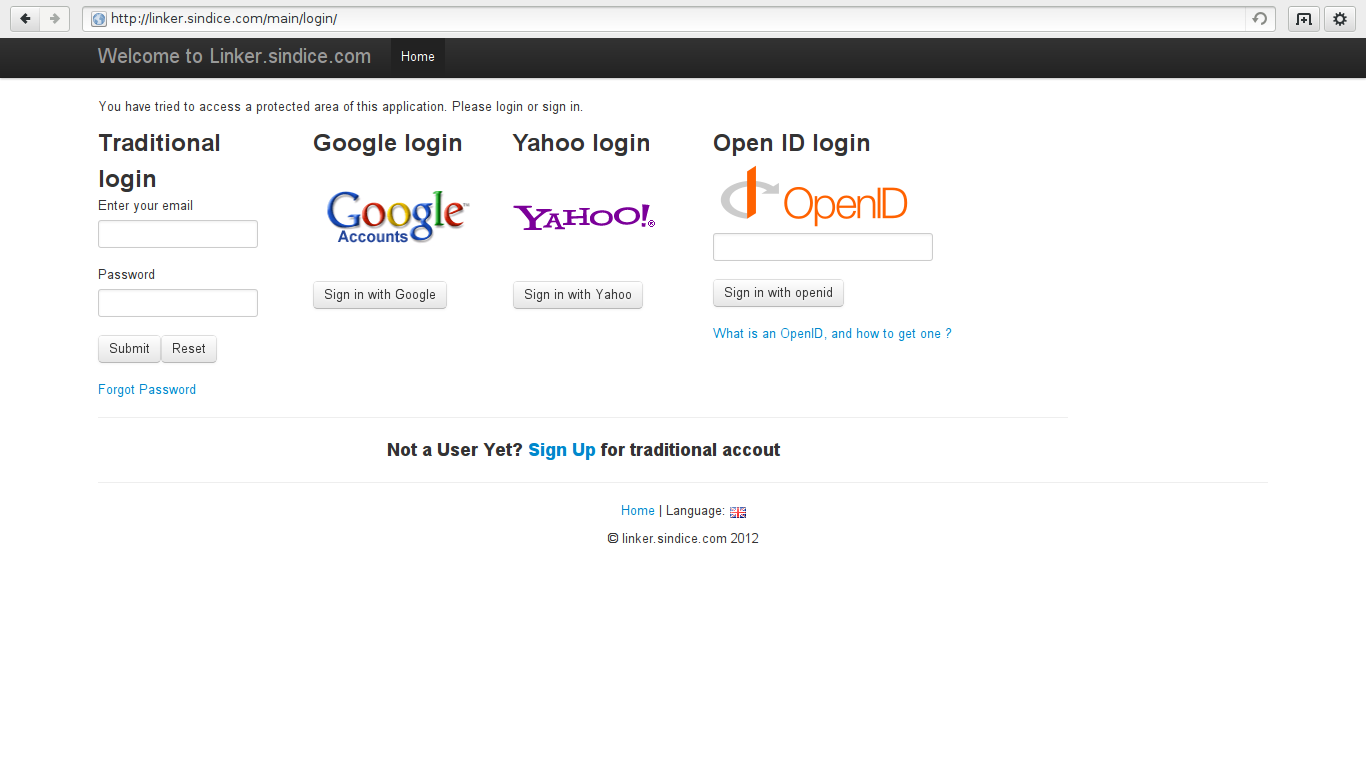 http://linker.sindice.com/main/login/
Welcome to Linker.sindice.com Home
You have tried to access a protected area of this application. Please login or sign in.
Traditional
login
Enter your email
Password
Submit Reset
Forgot Password
Google login
Google™
Accounts
Sign in with Google
Yahoo login
YAHOO!®
Sign in with Yahoo
Open ID login
OpenID
Sign in with openid
What is an OpenID, and how to get one ?
Not a User Yet? Sign Up for traditional accout
Home | Language:
© linker.sindice.com 2012